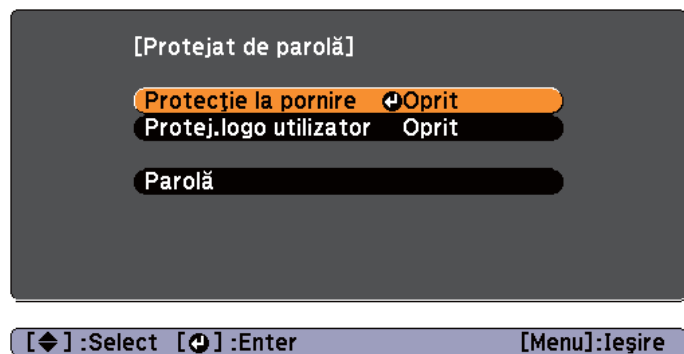 [Protejat de parolă]
Protecţie la pornire Oprit
Protej.logo utilizator Oprit
Parolă
[◆] :Select [↵] :Enter [Menu]:Ieşire